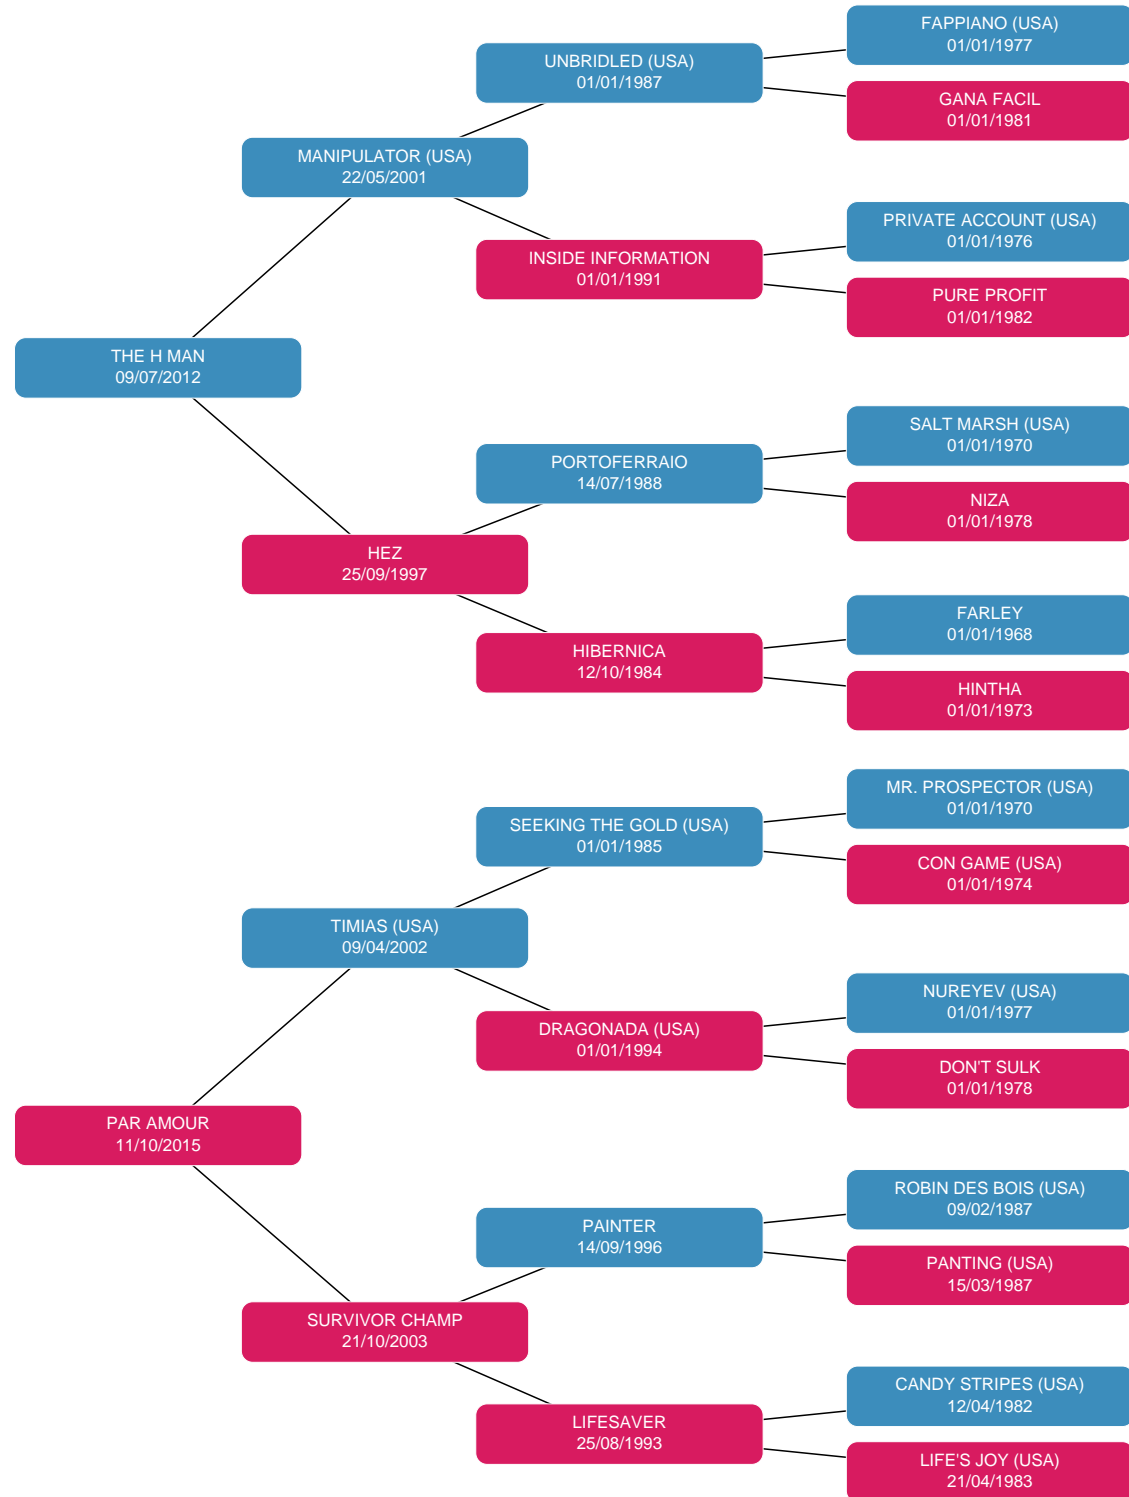 FAPPIANO (USA)
01/01/1977
UNBRIDLED (USA)
01/01/1987
GANA FACIL
01/01/1981
MANIPULATOR (USA)
22/05/2001
PRIVATE ACCOUNT (USA)
01/01/1976
INSIDE INFORMATION
01/01/1991
PURE PROFIT
01/01/1982
THE H MAN
09/07/2012
SALT MARSH (USA)
01/01/1970
PORTOFERRAIO
14/07/1988
NIZA
01/01/1978
HEZ
25/09/1997
FARLEY
01/01/1968
HIBERNICA
12/10/1984
HINTHA
01/01/1973
MR. PROSPECTOR (USA)
01/01/1970
SEEKING THE GOLD (USA)
01/01/1985
CON GAME (USA)
01/01/1974
TIMIAS (USA)
09/04/2002
NUREYEV (USA)
01/01/1977
DRAGONADA (USA)
01/01/1994
DON'T SULK
01/01/1978
PAR AMOUR
11/10/2015
ROBIN DES BOIS (USA)
09/02/1987
PAINTER
14/09/1996
PANTING (USA)
15/03/1987
SURVIVOR CHAMP
21/10/2003
CANDY STRIPES (USA)
12/04/1982
LIFESAVER
25/08/1993
LIFE'S JOY (USA)
21/04/1983